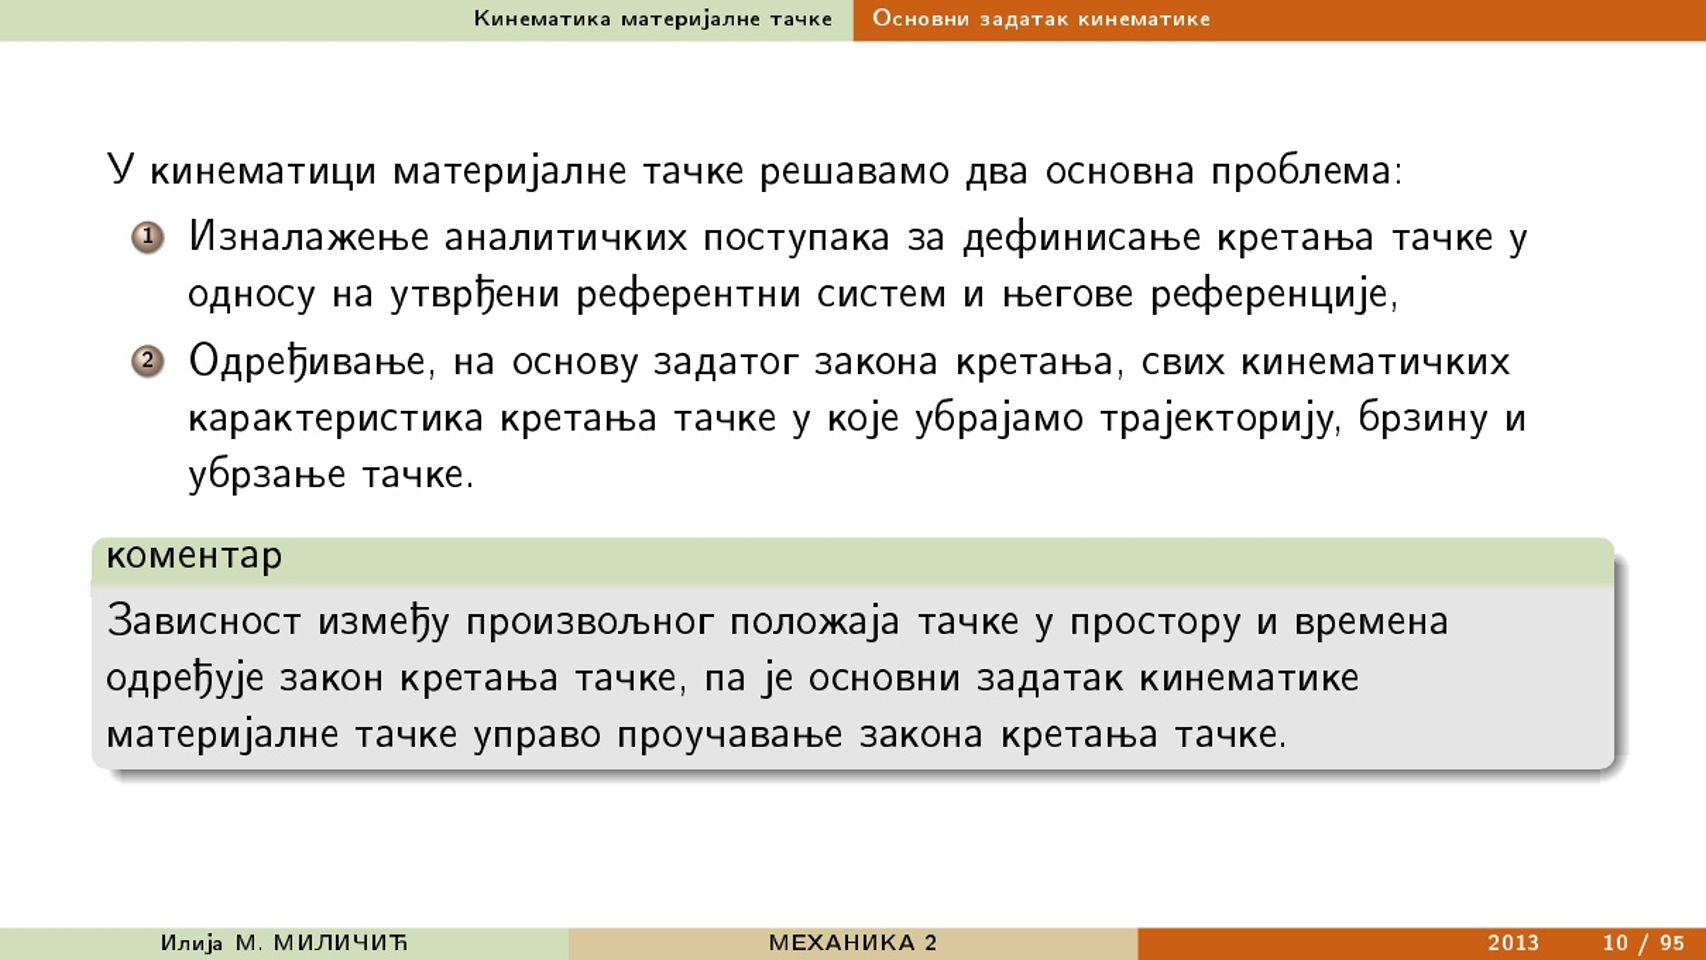 Кинематика материјалне тачке Основни задатак кинематике
У кинематици материјалне тачке решавамо два основна проблема:
1 Изналажење аналитичких поступака за дефинисање кретања тачке у
односу на утврђени референтни систем и његове референције,
2 Одређивање, на основу задатог закона кретања, свих кинематичких
карактеристика кретања тачке у које убрајамо трајекторију, брзину и
убрзање тачке.
коментар
Зависност између произвољног положаја тачке у простору и времена
одређује закон кретања тачке, па је основни задатак кинематике
материјалне тачке управо проучавање закона кретања тачке.
Илија М. МИЛИЧИЋ МЕХАНИКА 2 2013 10 / 95